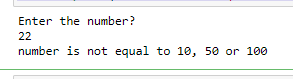 Enter the number?
22
number is not equal to 10, 50 or 100